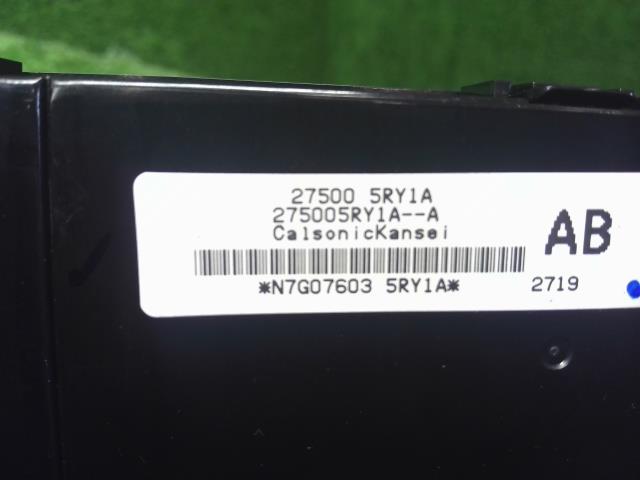 27500 5RY1A
275005RY1A--A
CalsonicKansei
AB
*N7G07603 5RY1A*
2719